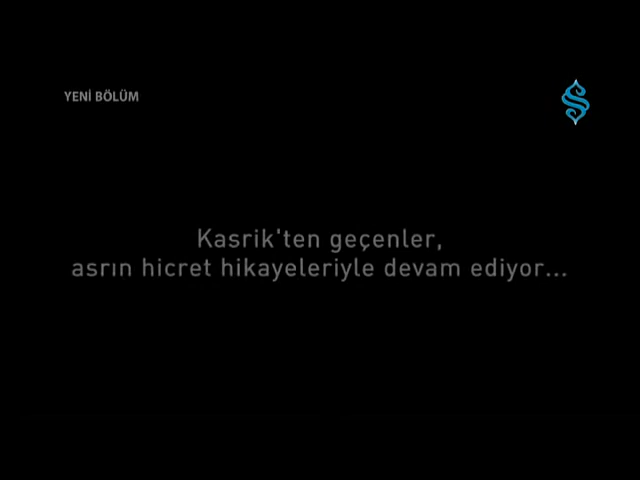 YENİ BÖLÜM
Kasrik'ten geçenler,
asrın hicret hikayeleriyle devam ediyor...